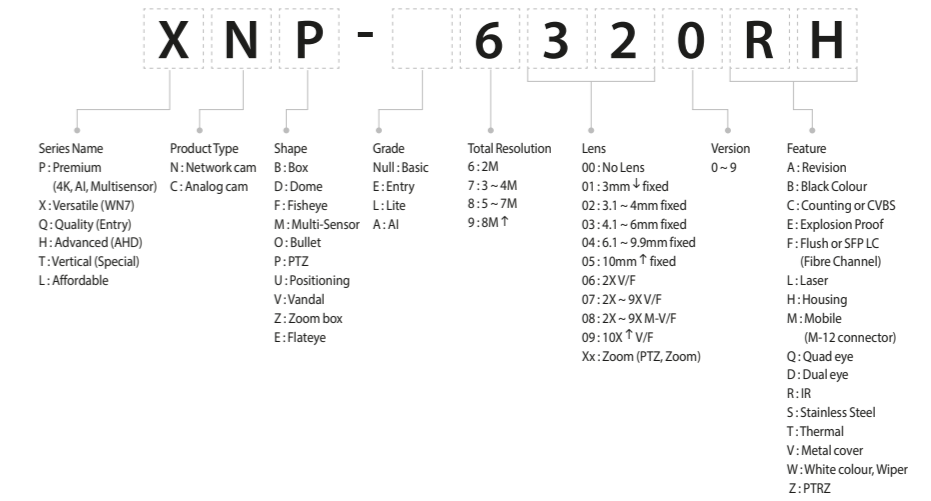 XNP- 6320RH
Series Name
P : Premium
(4K, AI, Multisensor)
X : Versatile (WN7)
Q : Quality (Entry)
H : Advanced (AHD)
T : Vertical (Special)
L : Affordable
Product Type
N : Network cam
C : Analog cam
Shape
B : Box
D : Dome
F : Fisheye
M : Multi-Sensor
O : Bullet
P : PTZ
U : Positioning
V : Vandal
Z : Zoom box
E : Flateye
Grade
Null : Basic
E : Entry
L : Lite
A : AI
Total Resolution
6 : 2M
7 : 3 ~ 4M
8 : 5 ~ 7M
9 : 8M ↑
Lens
00 : No Lens
01 : 3mm ↓ fixed
02 : 3.1 ~ 4mm fixed
03 : 4.1 ~ 6mm fixed
04 : 6.1 ~ 9.9mm fixed
05 : 10mm ↑ fixed
06 : 2X V/F
07 : 2X ~ 9X V/F
08 : 2X ~ 9X M-V/F
09 : 10X ↑ V/F
Xx : Zoom (PTZ, Zoom)
Version
0 ~ 9
Feature
A : Revision
B : Black Colour
C : Counting or CVBS
E : Explosion Proof
F : Flush or SFP LC
(Fibre Channel)
L : Laser
H : Housing
M : Mobile
(M-12 connector)
Q : Quad eye
D : Dual eye
R : IR
S : Stainless Steel
T : Thermal
V : Metal cover
W : White colour, Wiper
Z : PTRZ